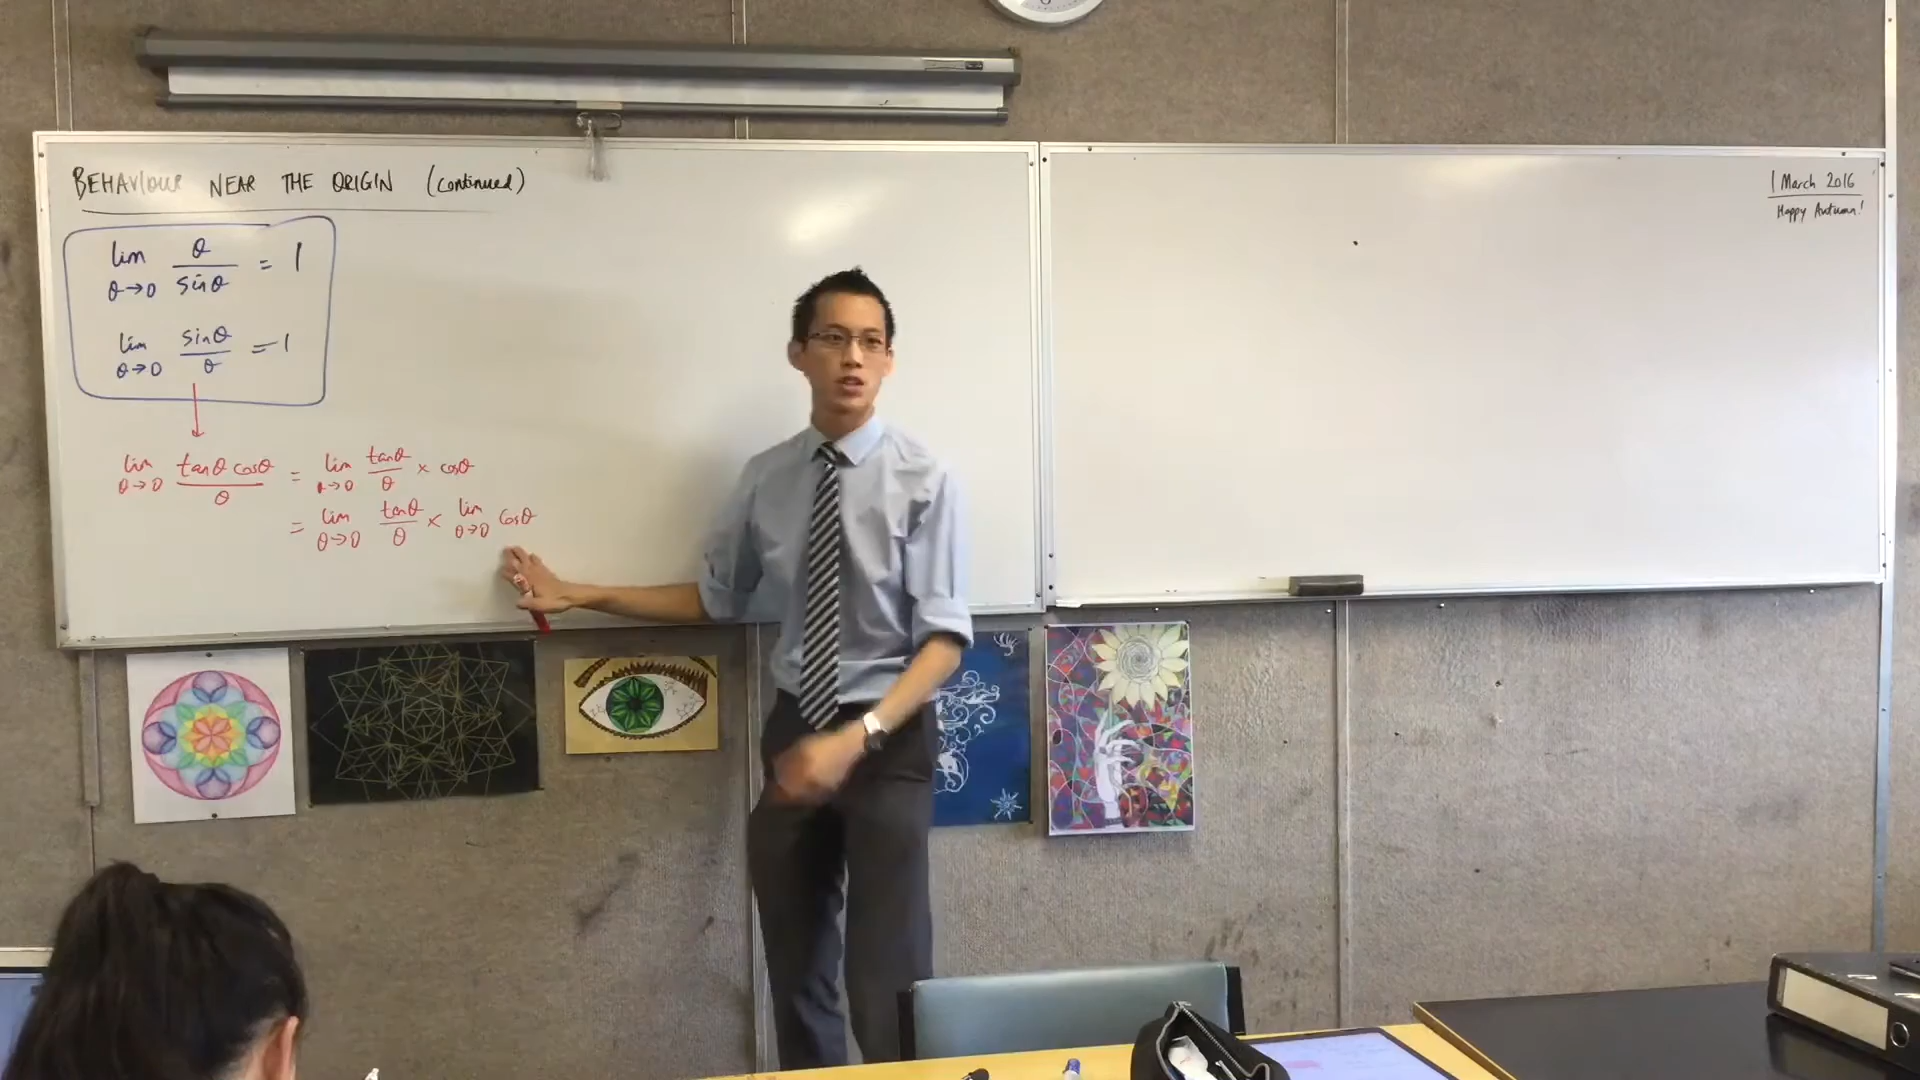 BEHAVIOUR NEAR THE ORIGIN (continued)
lim θ→0 θ/sinθ = 1
lim θ→0 sinθ/θ = 1
lim θ→0 tanθ cosθ/θ = lim θ→0 tanθ/θ × cosθ
= lim θ→0 tanθ/θ × lim θ→0 cosθ
1 March 2016
Happy Autumn!